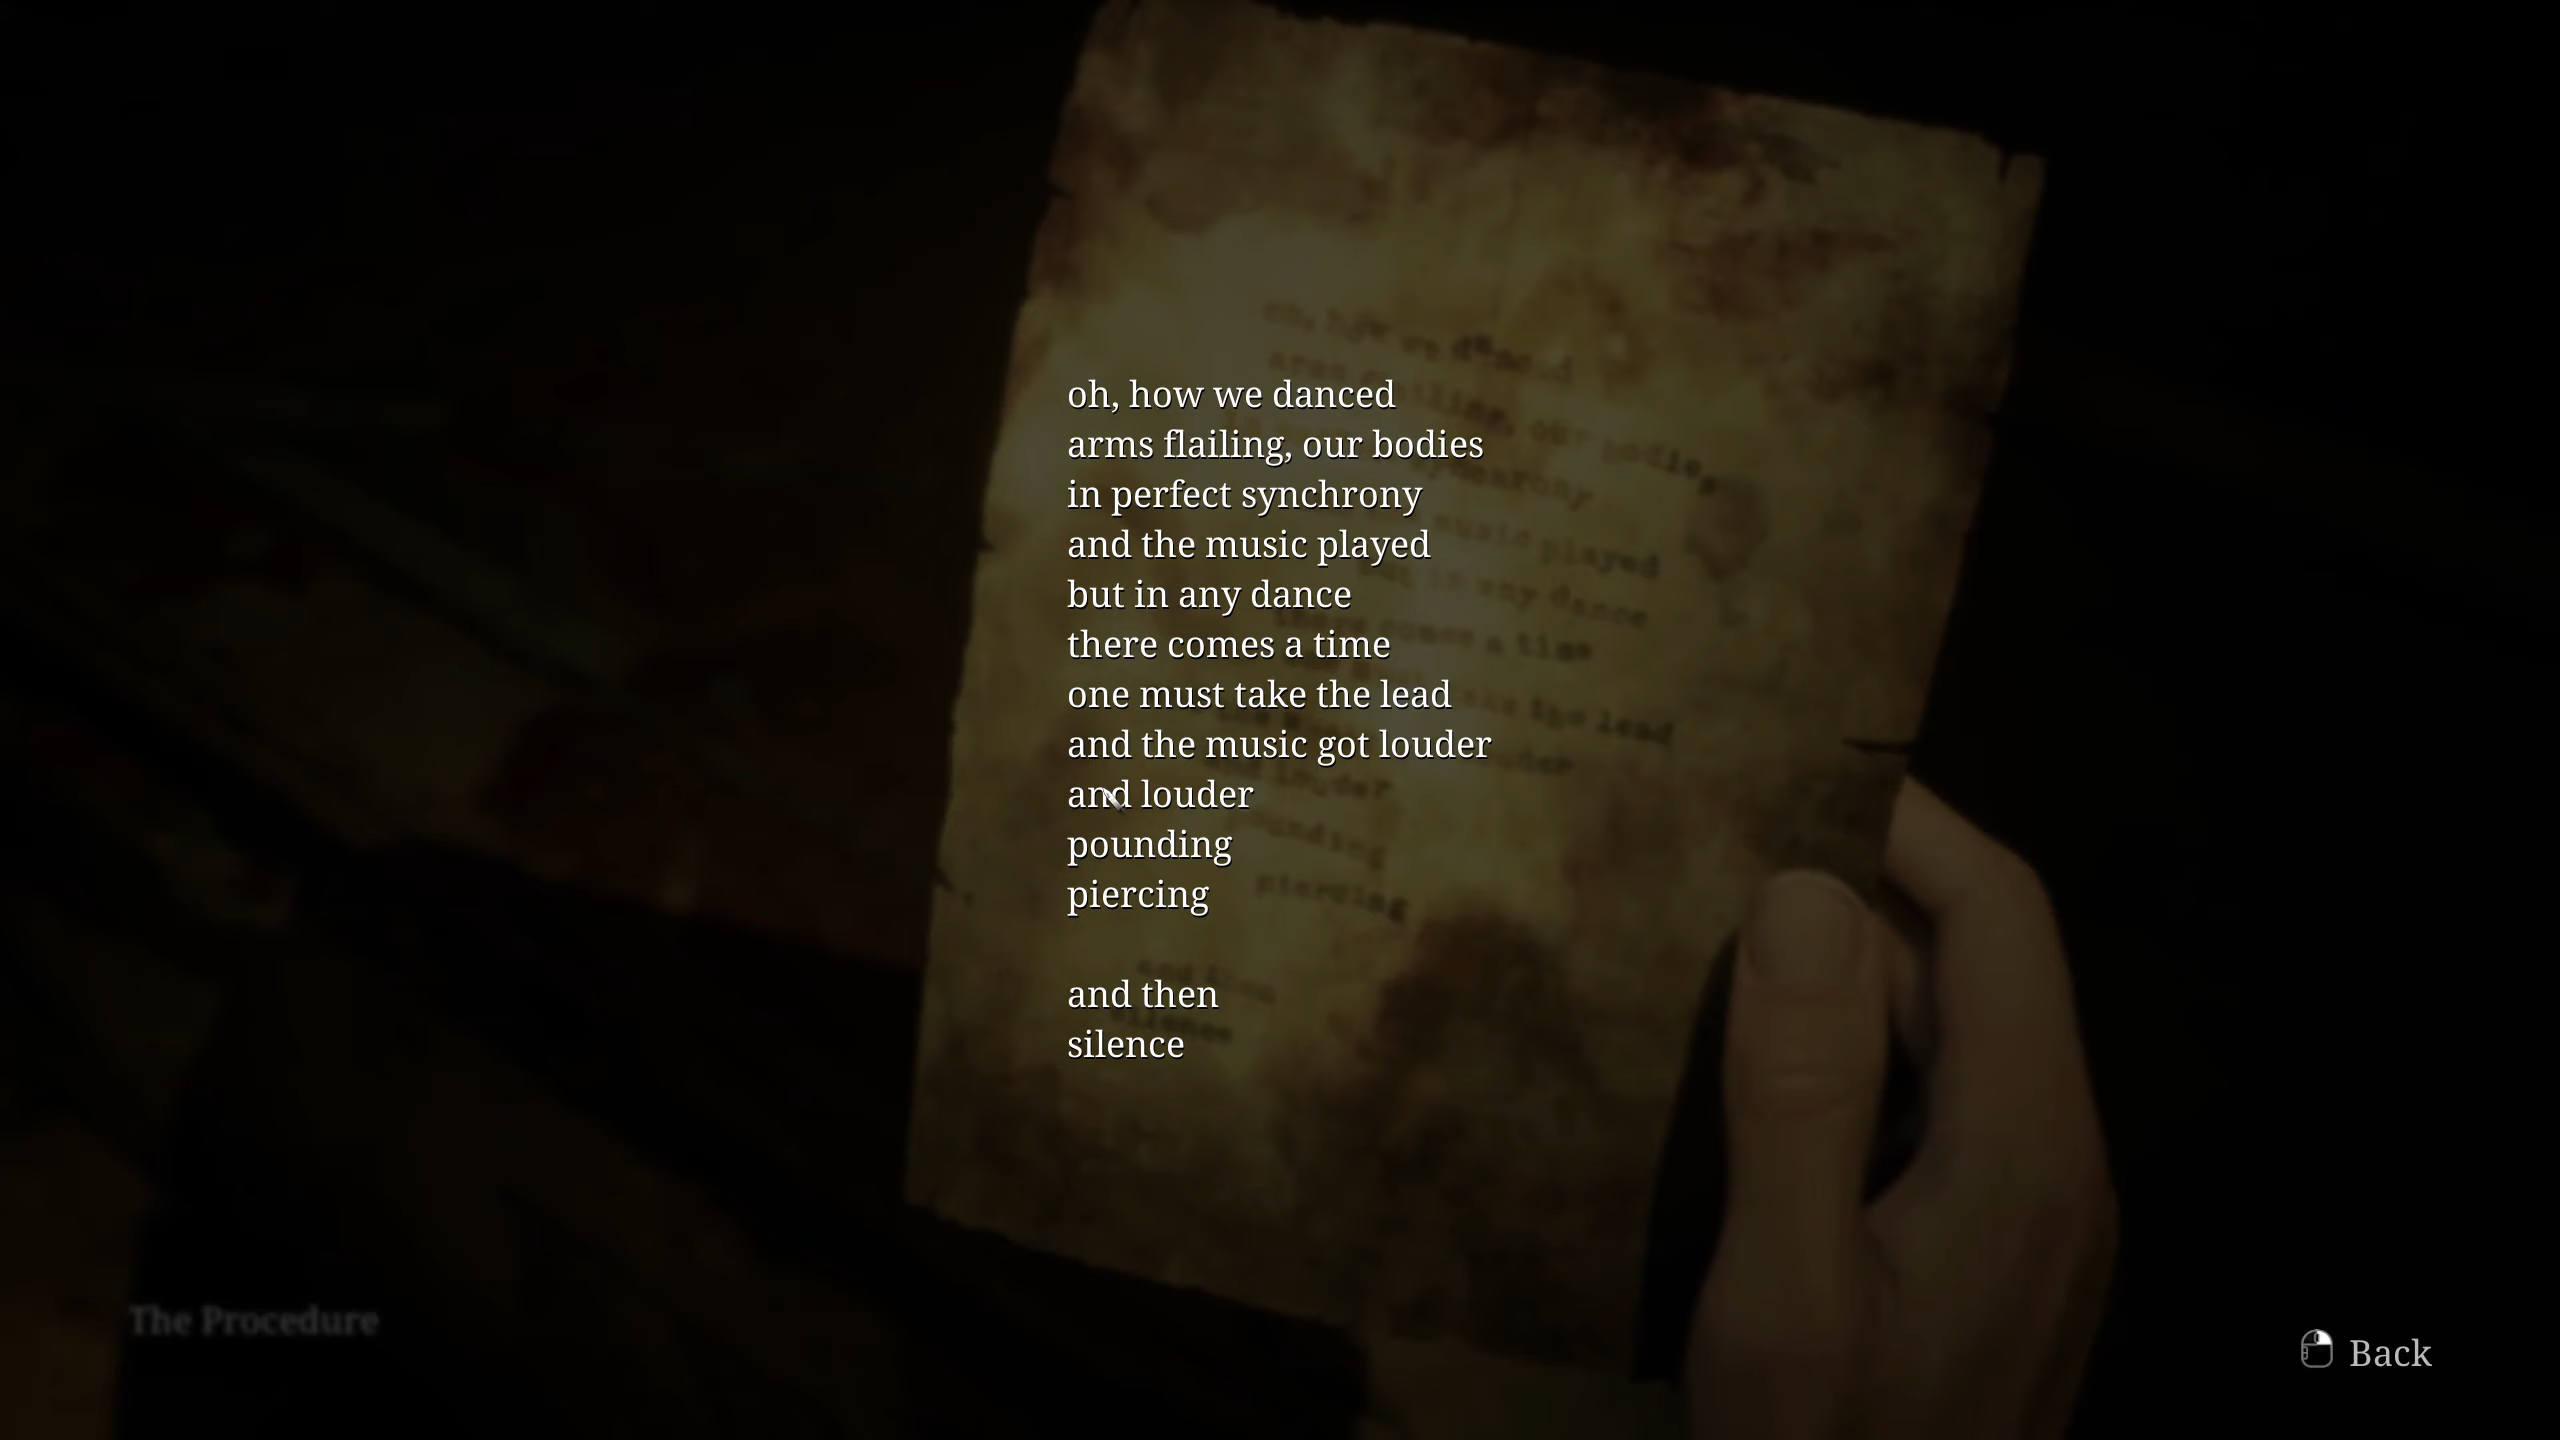 oh, how we danced
arms flailing, our bodies
in perfect synchrony
and the music played
but in any dance
there comes a time
one must take the lead
and the music got louder
and louder
pounding
piercing

and then
silence
The Procedure
Back